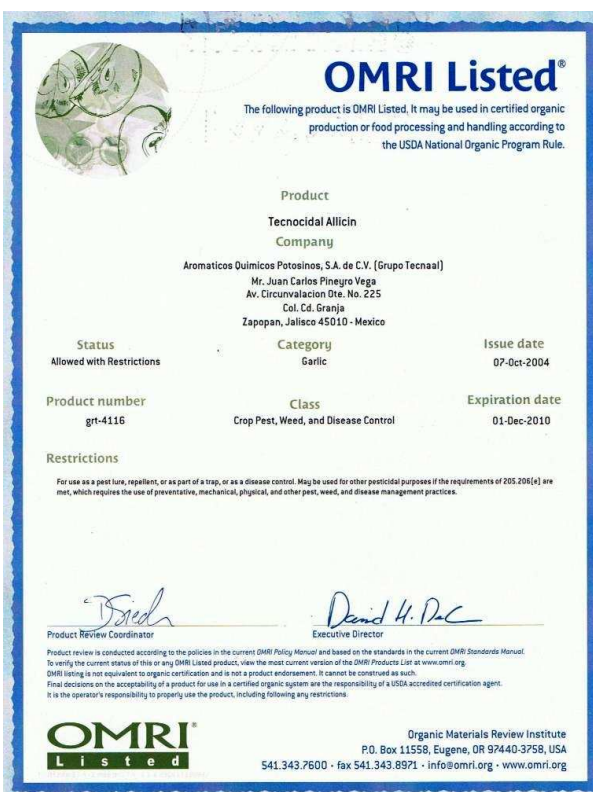 OMRI Listed®
The following product is OMRI Listed. It may be used in certified organic
production or food processing and handling according to
the USDA National Organic Program Rule.
Product
Tecnocidal Allicin
Company
Aromaticos Quimicos Potosinos, S.A. de C.V. (Grupo Tecnaal)
Mr. Juan Carlos Pineyro Vega
Av. Circunvalacion Ote. No. 225
Col. Cd. Granja
Zapopan, Jalisco 45010 - Mexico
Status Category Issue date
Allowed with Restrictions Garlic 07-Oct-2004
Product number Class Expiration date
grt-4116 Crop Pest, Weed, and Disease Control 01-Dec-2010
Restrictions
For use as a pest lure, repellent, or as part of a trap, or as a disease control. May be used for other pesticidal purposes if the requirements of 205.206(e) are
met, which requires the use of preventative, mechanical, physical, and other pest, weed, and disease management practices.
Product Review Coordinator Executive Director
Product review is conducted according to the policies in the current OMRI Policy Manual and based on the standards in the current OMRI Standards Manual.
To verify the current status of this or any OMRI Listed product, view the most current version of the OMRI Products List at www.omri.org.
OMRI listing is not equivalent to organic certification and is not a product endorsement. It cannot be construed as such.
Final decisions on the acceptability of a product for use in a certified organic system are the responsibility of a USDA accredited certification agent.
It is the operator's responsibility to properly use the product, including following any restrictions.
OMRI®
Listed
Organic Materials Review Institute
P.O. Box 11558, Eugene, OR 97440-3758, USA
541.343.7600 · fax 541.343.8971 · info@omri.org · www.omri.org